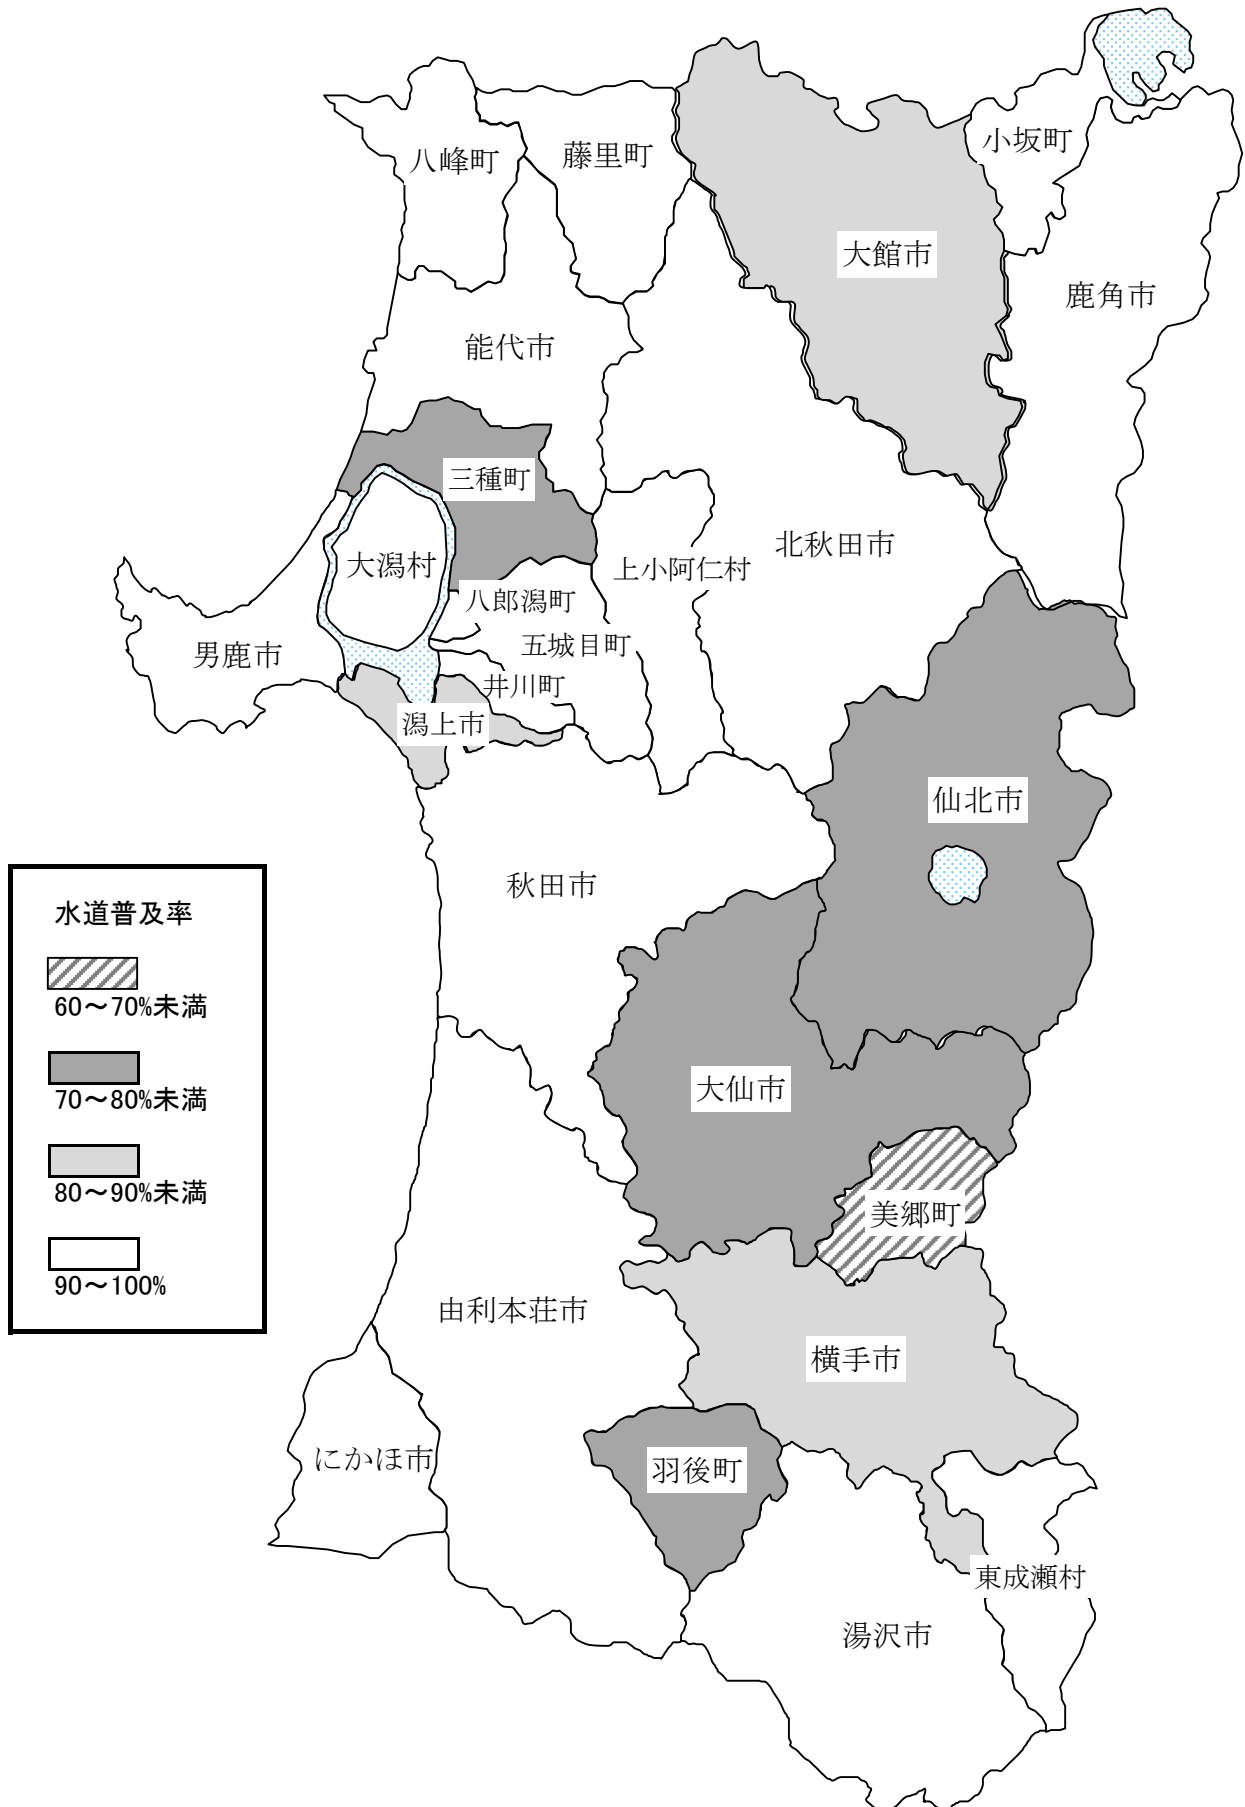 八峰町
藤里町
小坂町
大館市
鹿角市
能代市
三種町
北秋田市
大潟村
上小阿仁村
八郎潟町
五城目町
男鹿市
井川町
潟上市
仙北市
秋田市
大仙市
美郷町
由利本荘市
横手市
にかほ市
羽後町
東成瀬村
湯沢市
水道普及率
60～70%未満
70～80%未満
80～90%未満
90～100%